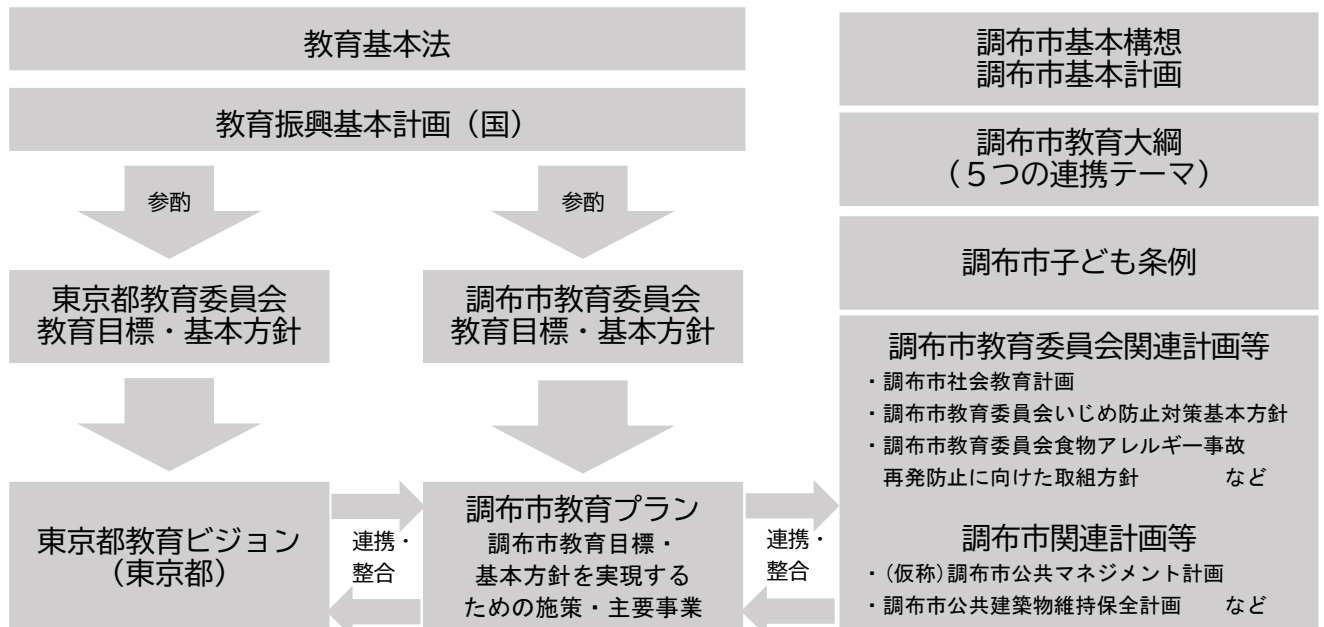 教育基本法
教育振興基本計画（国）
参酌
参酌
東京都教育委員会
教育目標・基本方針
調布市教育委員会
教育目標・基本方針
東京都教育ビジョン
（東京都）
連携・
整合
調布市教育プラン
調布市教育目標・
基本方針を実現する
ための施策・主要事業
連携・
整合
調布市基本構想
調布市基本計画
調布市教育大綱
（５つの連携テーマ）
調布市子ども条例
調布市教育委員会関連計画等
・調布市社会教育計画
・調布市教育委員会いじめ防止対策基本方針
・調布市教育委員会食物アレルギー事故
再発防止に向けた取組方針　など
調布市関連計画等
・(仮称)調布市公共マネジメント計画
・調布市公共建築物維持保全計画　など